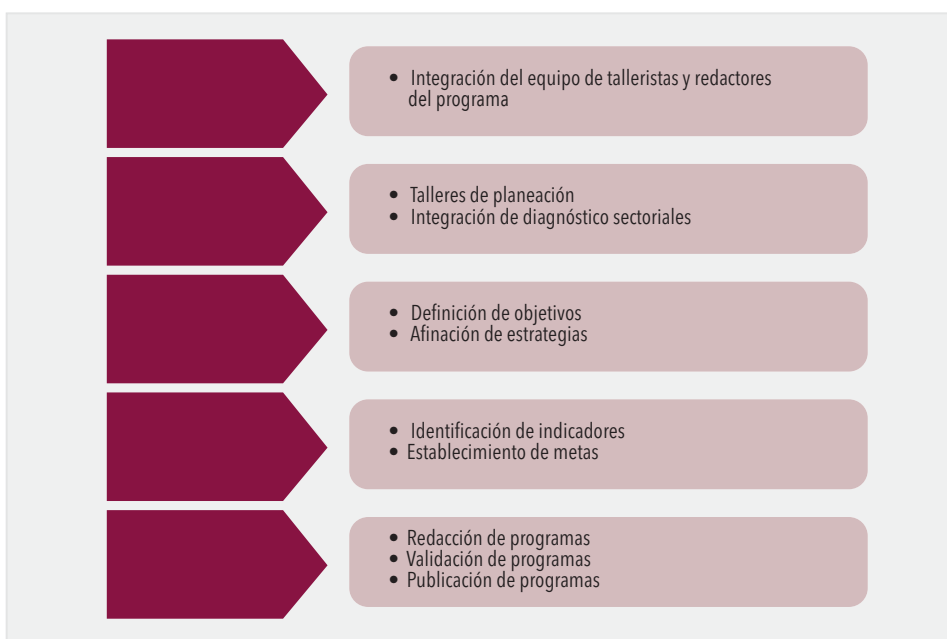 • Integración del equipo de talleristas y redactores
del programa
• Talleres de planeación
• Integración de diagnóstico sectoriales
• Definición de objetivos
• Afinación de estrategias
• Identificación de indicadores
• Establecimiento de metas
• Redacción de programas
• Validación de programas
• Publicación de programas